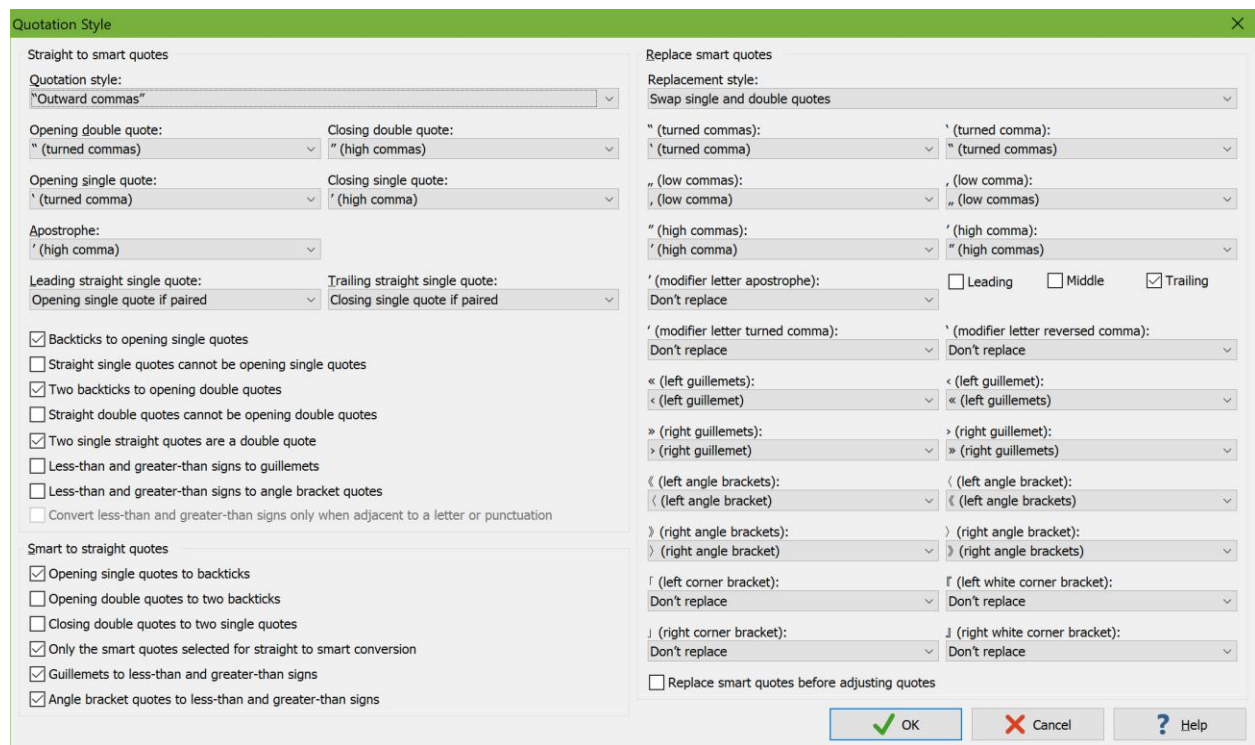 Quotation Style
Straight to smart quotes
Quotation style:
“Outward commas”
Opening double quote:
Closing double quote:
“ (turned commas)
” (high commas)
Opening single quote:
Closing single quote:
‘ (turned comma)
’ (high comma)
Apostrophe:
’ (high comma)
Leading straight single quote:
Trailing straight single quote:
Opening single quote if paired
Closing single quote if paired
Backticks to opening single quotes
Straight single quotes cannot be opening single quotes
Two backticks to opening double quotes
Straight double quotes cannot be opening double quotes
Two single straight quotes are a double quote
Less-than and greater-than signs to guillemets
Less-than and greater-than signs to angle bracket quotes
Convert less-than and greater-than signs only when adjacent to a letter or punctuation
Smart to straight quotes
Opening single quotes to backticks
Opening double quotes to two backticks
Closing double quotes to two single quotes
Only the smart quotes selected for straight to smart conversion
Guillemets to less-than and greater-than signs
Angle bracket quotes to less-than and greater-than signs
Replace smart quotes
Replacement style:
Swap single and double quotes
“ (turned commas):
‘ (turned comma):
‘ (turned comma)
“ (turned commas)
„ (low commas):
‚ (low comma):
‚ (low comma)
„ (low commas)
” (high commas):
’ (high comma):
’ (high comma)
” (high commas)
ʼ (modifier letter apostrophe):
Leading
Middle
Trailing
Don’t replace
ʻ (modifier letter turned comma):
ʽ (modifier letter reversed comma):
Don’t replace
Don’t replace
« (left guillemets):
‹ (left guillemet):
‹ (left guillemet)
« (left guillemets)
» (right guillemets):
› (right guillemet):
› (right guillemet)
» (right guillemets)
《 (left angle brackets):
〈 (left angle bracket):
〈 (left angle bracket)
《 (left angle brackets)
》 (right angle brackets):
〉 (right angle bracket):
〉 (right angle bracket)
》 (right angle brackets)
「 (left corner bracket):
『 (left white corner bracket):
Don’t replace
Don’t replace
」 (right corner bracket):
』 (right white corner bracket):
Don’t replace
Don’t replace
Replace smart quotes before adjusting quotes
OK
Cancel
? Help